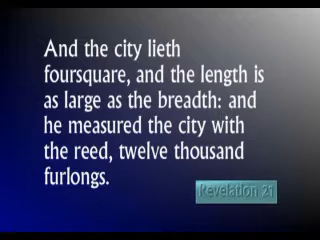 And the city lieth
foursquare, and the length is
as large as the breadth: and
he measured the city with
the reed, twelve thousand
furlongs.
Revelation 21